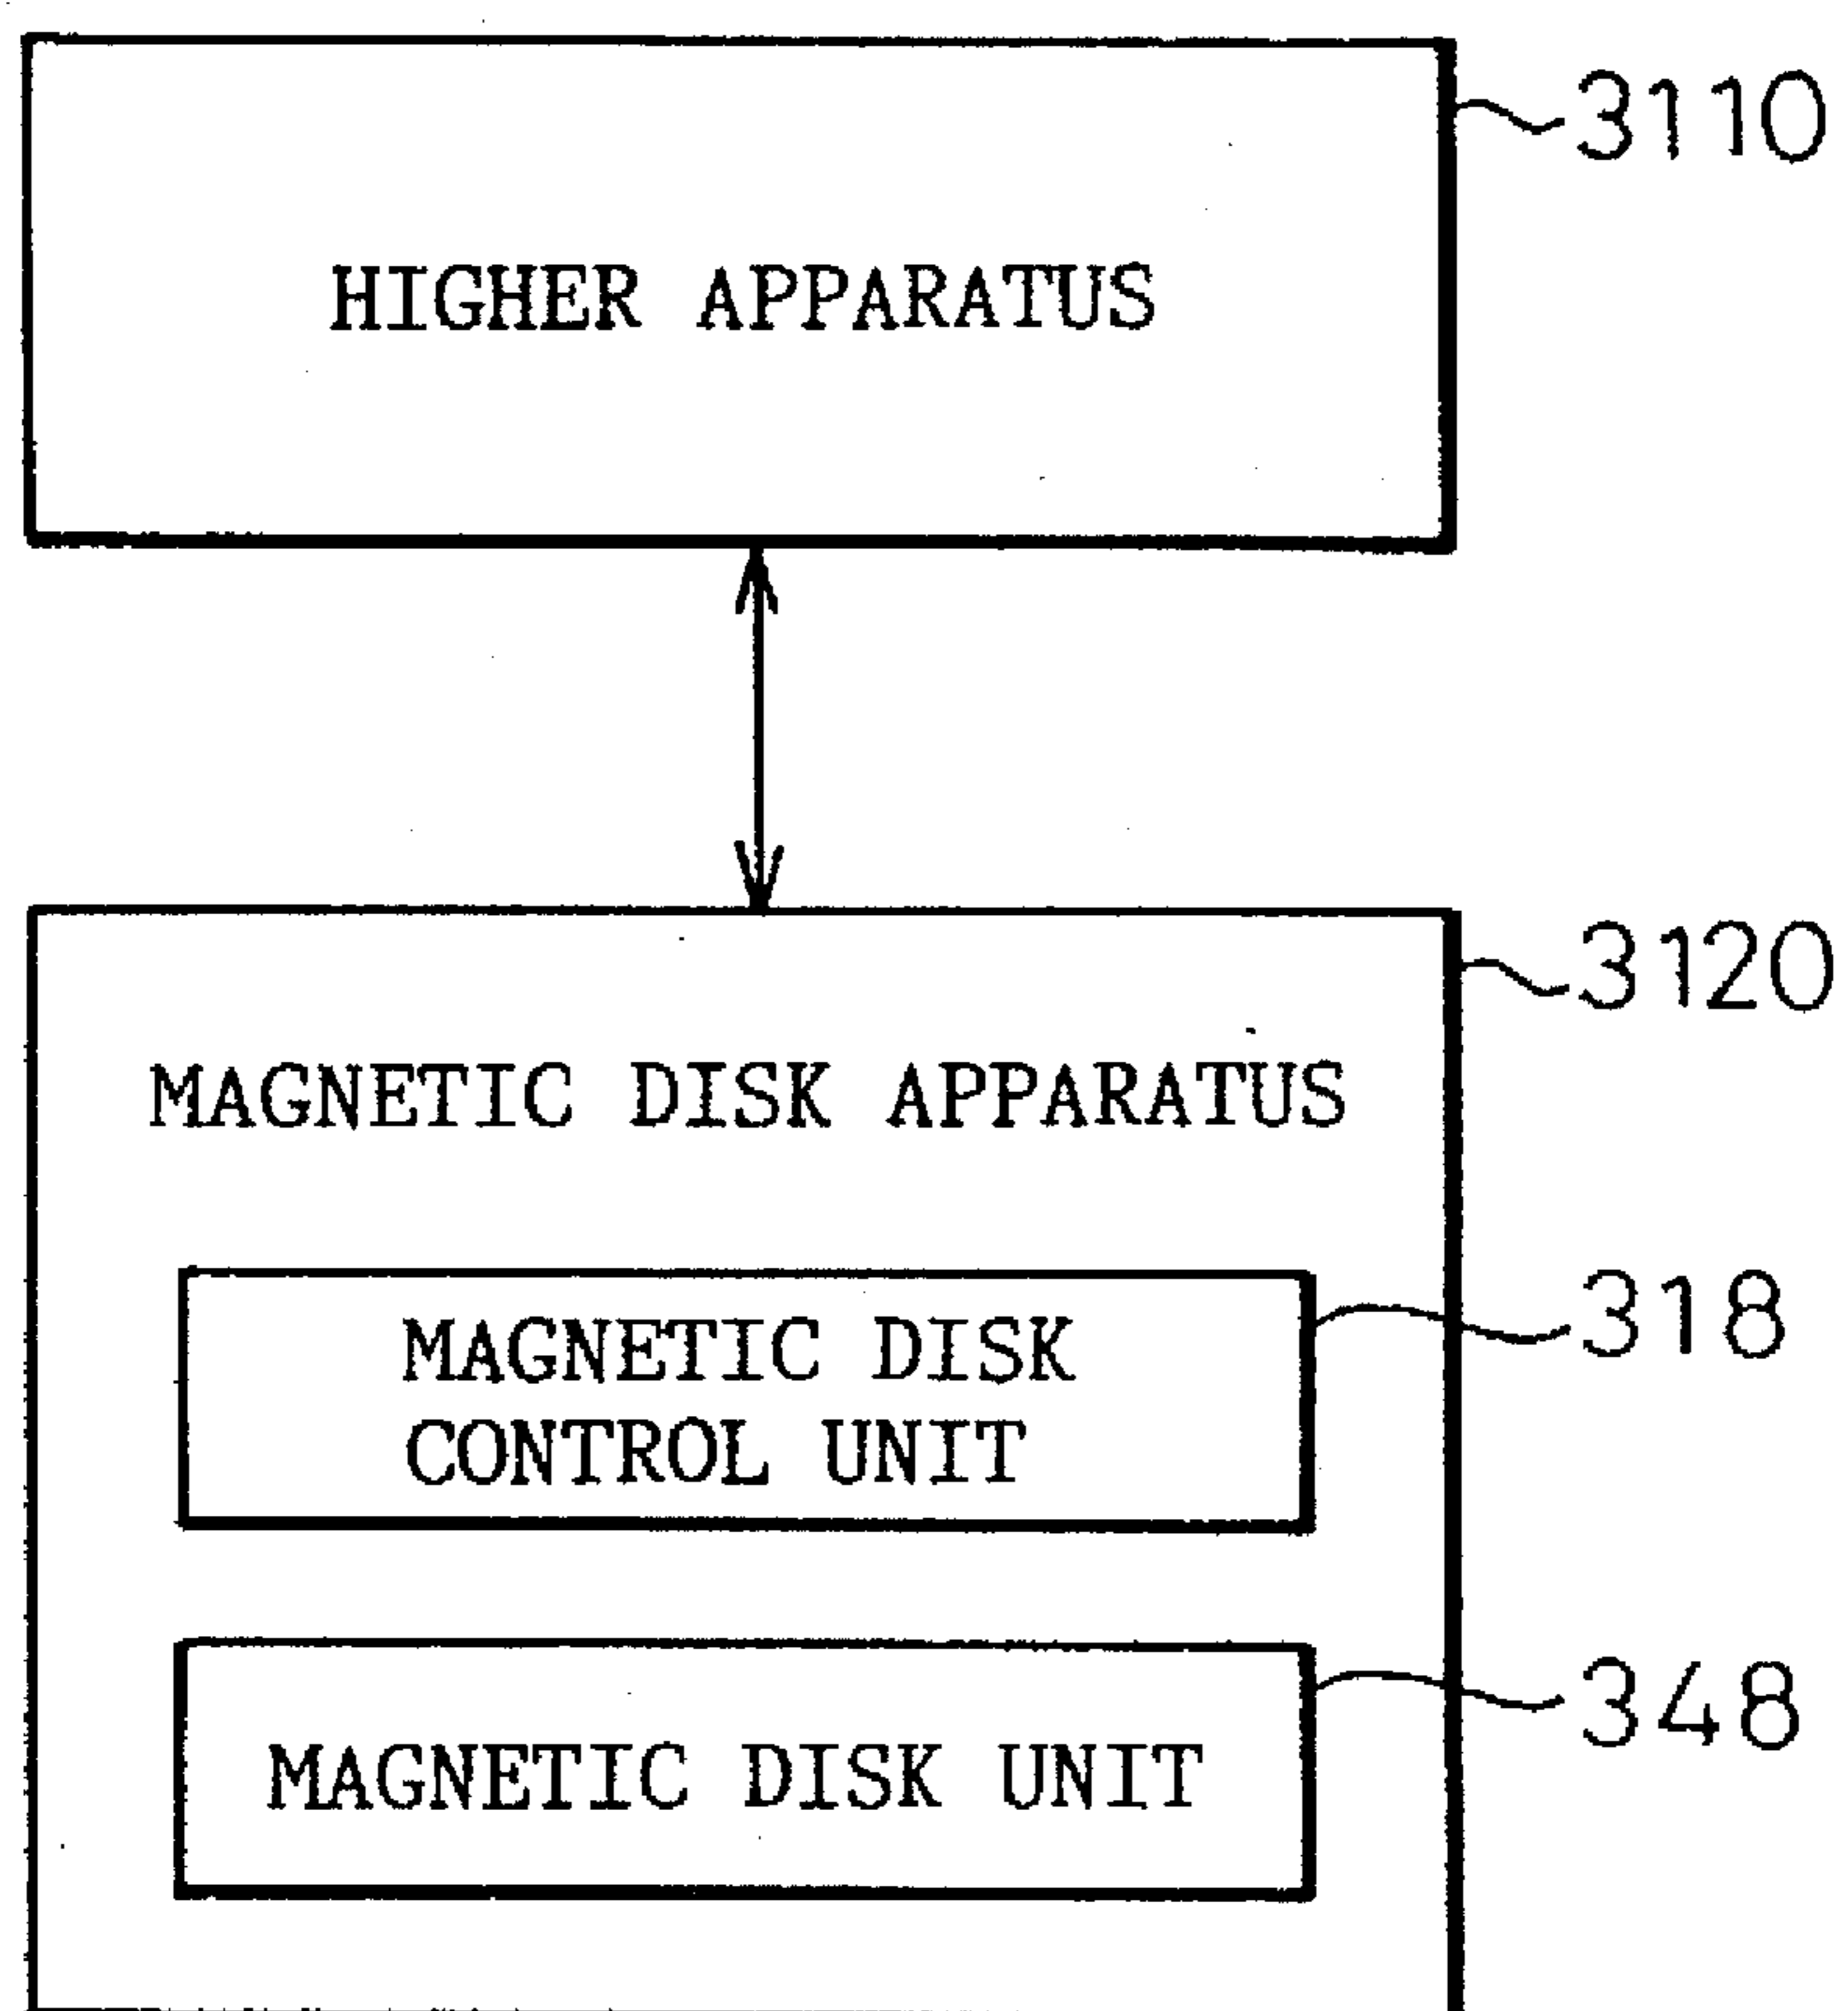 HIGHER APPARATUS
3110
MAGNETIC DISK APPARATUS
3120
MAGNETIC DISK
CONTROL UNIT
318
MAGNETIC DISK UNIT
348